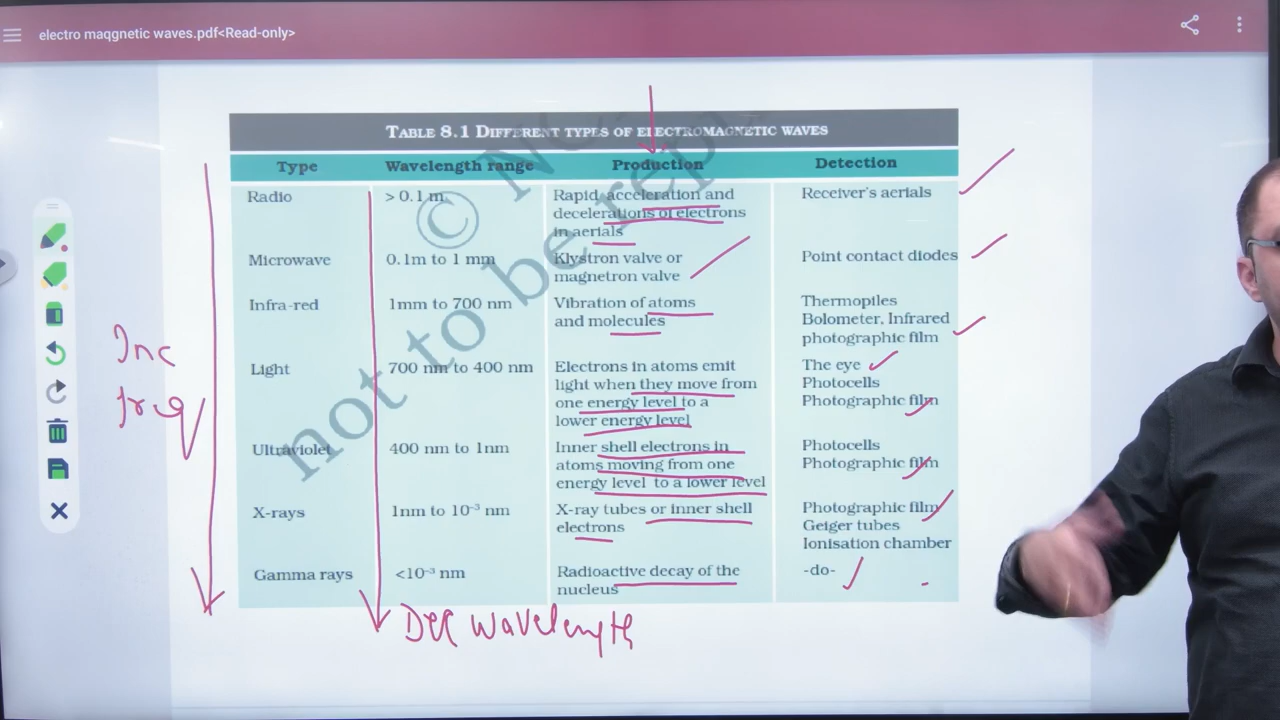 electro maqgnetic waves.pdf<Read-only>
TABLE 8.1 DIFFERENT TYPES OF ELECTROMAGNETIC WAVES
Type Wavelength range Production Detection
Radio > 0.1 m Rapid acceleration and Receiver's aerials
decelerations of electrons
in aerials
Microwave 0.1m to 1 mm Klystron valve or Point contact diodes
magnetron valve
Infra-red 1mm to 700 nm Vibration of atoms Thermopiles
and molecules Bolometer, Infrared
photographic film
Light 700 nm to 400 nm Electrons in atoms emit The eye
light when they move from Photocells
one energy level to a Photographic film
lower energy level
Ultraviolet 400 nm to 1nm Inner shell electrons in Photocells
atoms moving from one Photographic film
energy level to a lower level
X-rays 1nm to 10⁻³ nm X-ray tubes or inner shell Photographic film
electrons Geiger tubes
Ionisation chamber
Gamma rays <10⁻³ nm Radioactive decay of the -do-
nucleus
© N
not to be rep
Inc
freq
Dec wavelength